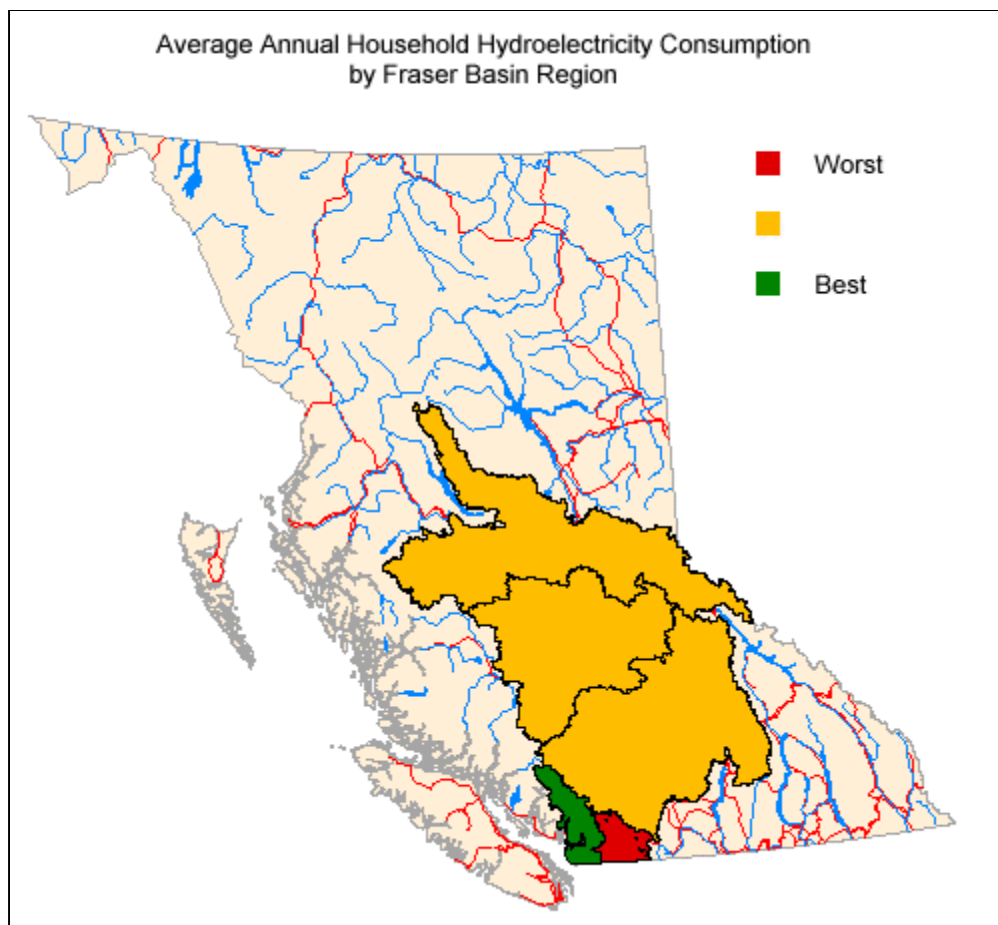 Average Annual Household Hydroelectricity Consumption
by Fraser Basin Region
Worst
Best